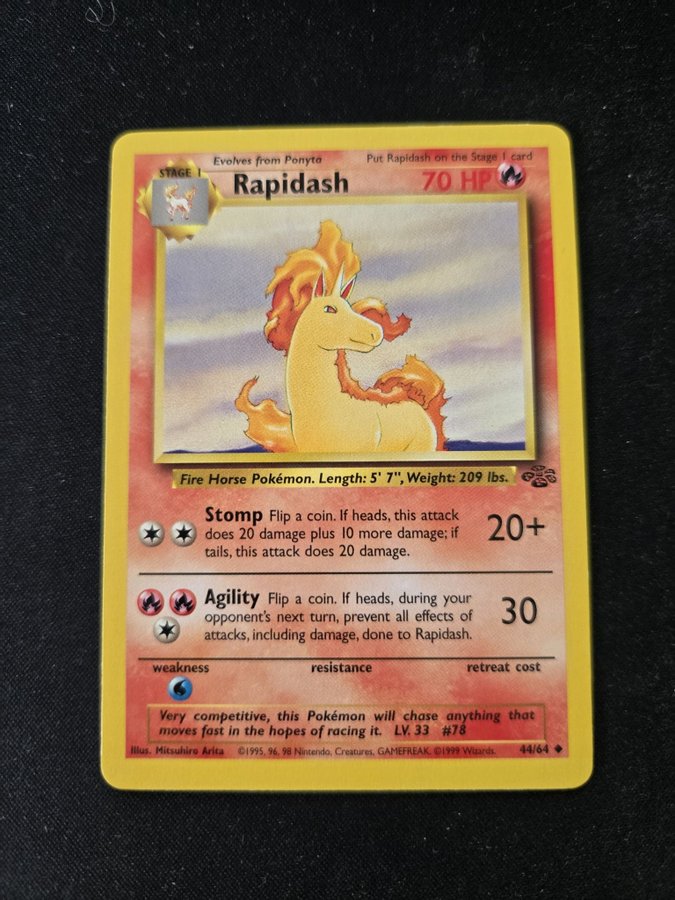 Evolves from Ponyta
Put Rapidash on the Stage 1 card
STAGE 1
Rapidash
70 HP
Fire Horse Pokémon. Length: 5' 7", Weight: 209 lbs.
Stomp Flip a coin. If heads, this attack
does 20 damage plus 10 more damage; if
tails, this attack does 20 damage.
20+
Agility Flip a coin. If heads, during your
opponent's next turn, prevent all effects of
attacks, including damage, done to Rapidash.
30
weakness
resistance
retreat cost
Very competitive, this Pokémon will chase anything that
moves fast in the hopes of racing it. LV. 33 #78
Illus. Mitsuhiro Arita ©1995, 96, 98 Nintendo, Creatures, GAMEFREAK. ©1999 Wizards. 44/64